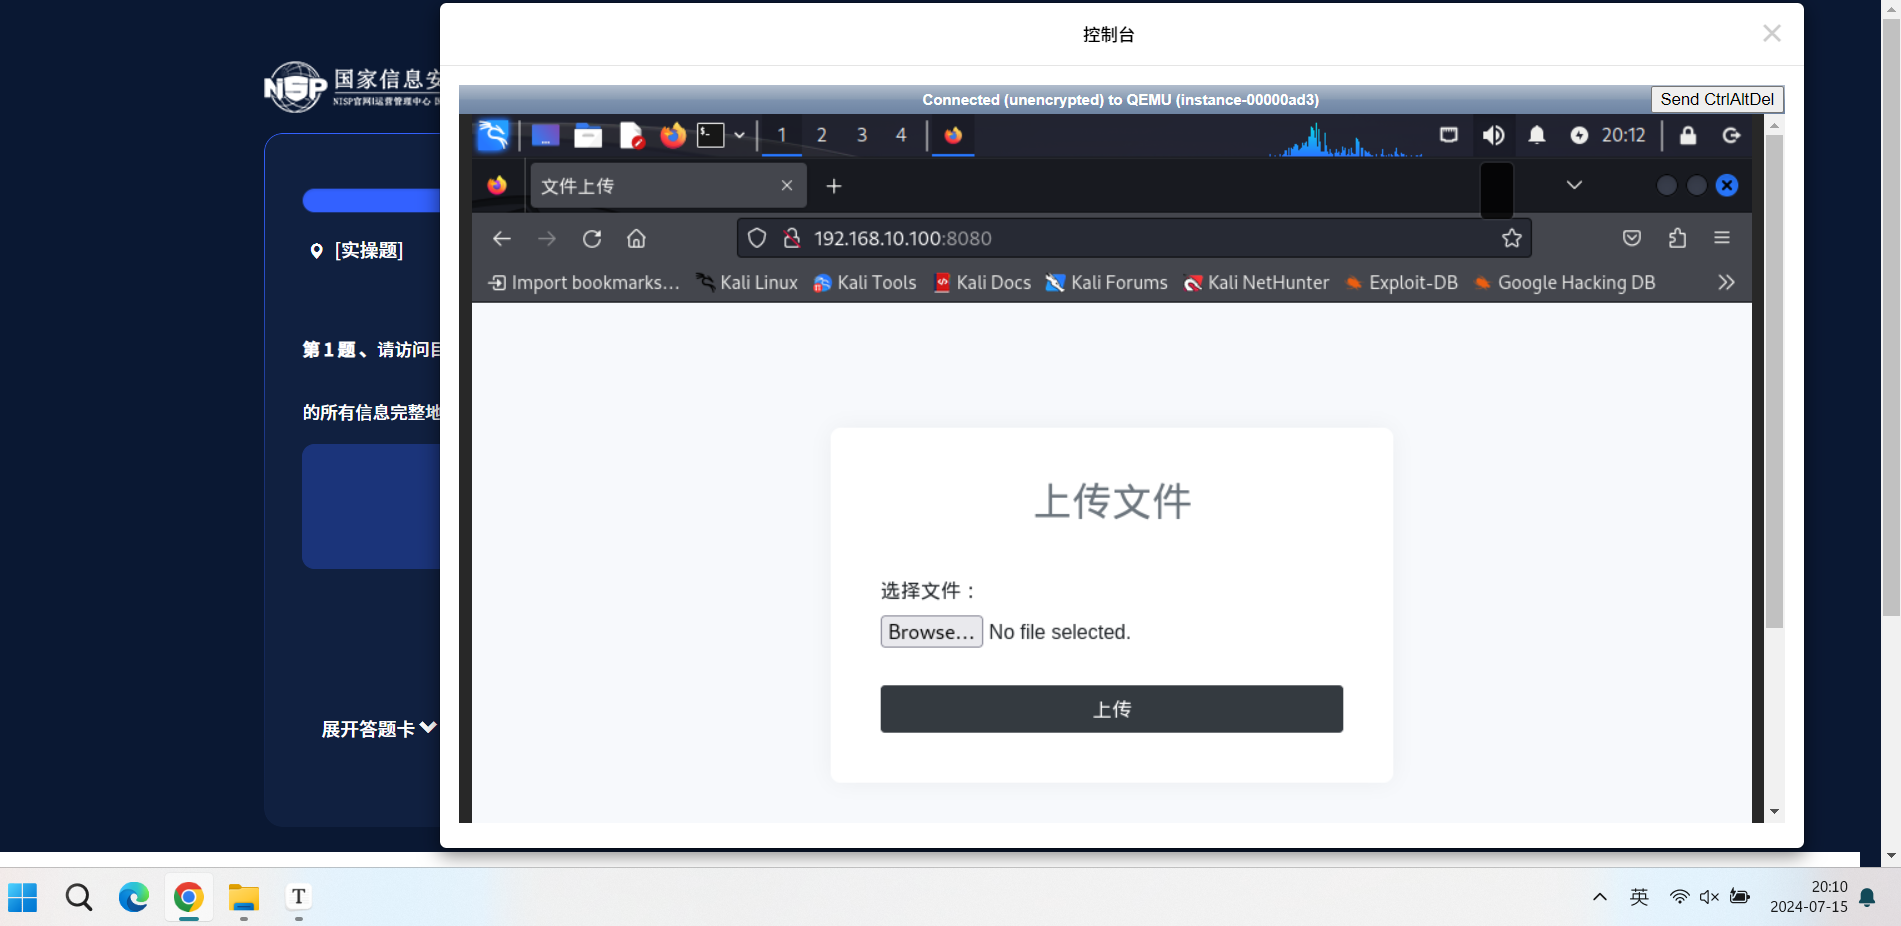 控制台
NSP 国家信息安
NISP官网|运营管理中心
Connected (unencrypted) to QEMU (instance-00000ad3)
Send CtrlAltDel
1 2 3 4
20:12
文件上传
192.168.10.100:8080
Import bookmarks... Kali Linux Kali Tools Kali Docs Kali Forums Kali NetHunter Exploit-DB Google Hacking DB
[实操题]
第1题、请访问目
的所有信息完整地
上传文件
选择文件：
Browse... No file selected.
上传
展开答题卡
T
英
20:10
2024-07-15